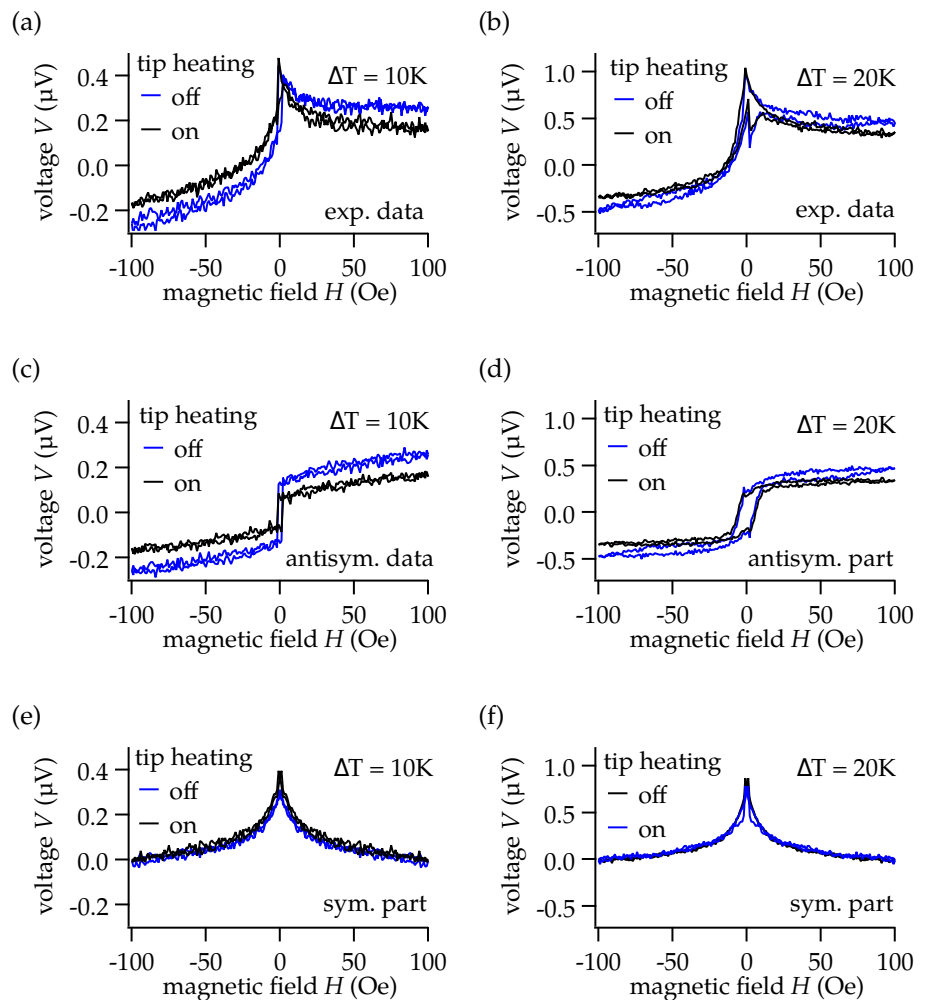 (a)
tip heating
off
on
ΔT = 10K
exp. data
voltage V (μV)
0.4
0.2
0.0
-0.2
-100 -50 0 50 100
magnetic field H (Oe)
(b)
tip heating
off
on
ΔT = 20K
exp. data
voltage V (μV)
1.0
0.5
0.0
-0.5
-100 -50 0 50 100
magnetic field H (Oe)
(c)
tip heating
off
on
ΔT = 10K
antisym. data
voltage V (μV)
0.4
0.2
0.0
-0.2
-100 -50 0 50 100
magnetic field H (Oe)
(d)
tip heating
off
on
ΔT = 20K
antisym. part
voltage V (μV)
1.0
0.5
0.0
-0.5
-100 -50 0 50 100
magnetic field H (Oe)
(e)
tip heating
off
on
ΔT = 10K
sym. part
voltage V (μV)
0.4
0.2
0.0
-0.2
-100 -50 0 50 100
magnetic field H (Oe)
(f)
tip heating
off
on
ΔT = 20K
sym. part
voltage V (μV)
1.0
0.5
0.0
-0.5
-100 -50 0 50 100
magnetic field H (Oe)